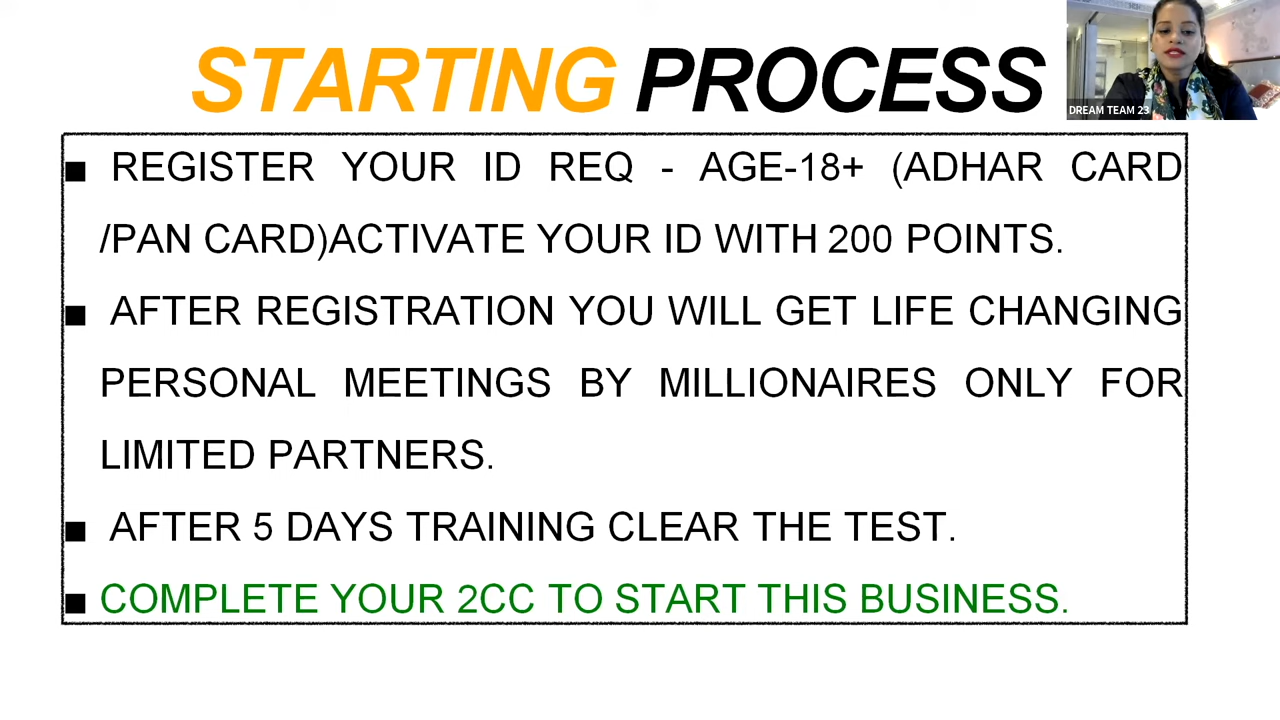 STARTING PROCESS
DREAM TEAM 23
■ REGISTER YOUR ID REQ - AGE-18+ (ADHAR CARD
/PAN CARD)ACTIVATE YOUR ID WITH 200 POINTS.
■ AFTER REGISTRATION YOU WILL GET LIFE CHANGING
PERSONAL MEETINGS BY MILLIONAIRES ONLY FOR
LIMITED PARTNERS.
■ AFTER 5 DAYS TRAINING CLEAR THE TEST.
■ COMPLETE YOUR 2CC TO START THIS BUSINESS.